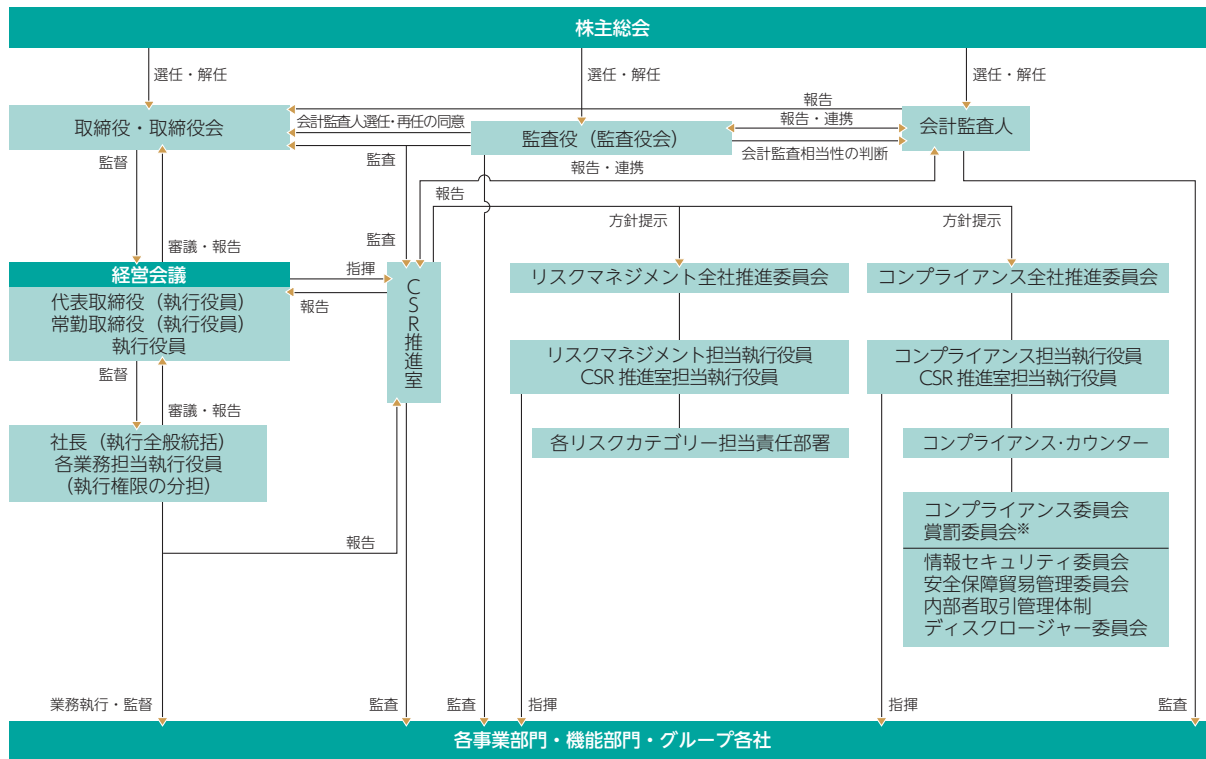 株主総会
選任・解任
選任・解任
選任・解任
取締役・取締役会
会計監査人選任・再任の同意
報告
監査役（監査役会）
報告・連携
会計監査人
会計監査相当性の判断
監督
監査
報告・連携
報告
審議・報告
監査
方針提示
方針提示
経営会議
代表取締役（執行役員）
常勤取締役（執行役員）
執行役員
指揮
報告
CSR推進室
リスクマネジメント全社推進委員会
コンプライアンス全社推進委員会
リスクマネジメント担当執行役員
CSR 推進室担当執行役員
コンプライアンス担当執行役員
CSR 推進室担当執行役員
監督
審議・報告
社長（執行全般統括）
各業務担当執行役員
（執行権限の分担）
各リスクカテゴリー担当責任部署
コンプライアンス・カウンター
コンプライアンス委員会
賞罰委員会※
情報セキュリティ委員会
安全保障貿易管理委員会
内部者取引管理体制
ディスクロージャー委員会
報告
業務執行・監督
監査
監査
指揮
指揮
監査
各事業部門・機能部門・グループ各社